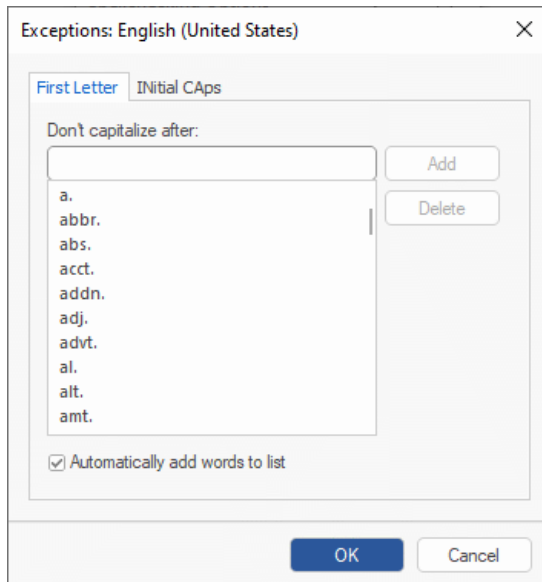 Exceptions: English (United States)
First Letter INitial CAps
Don't capitalize after:
Add
a.
Delete
abbr.
abs.
acct.
addn.
adj.
advt.
al.
alt.
amt.
Automatically add words to list
OK Cancel